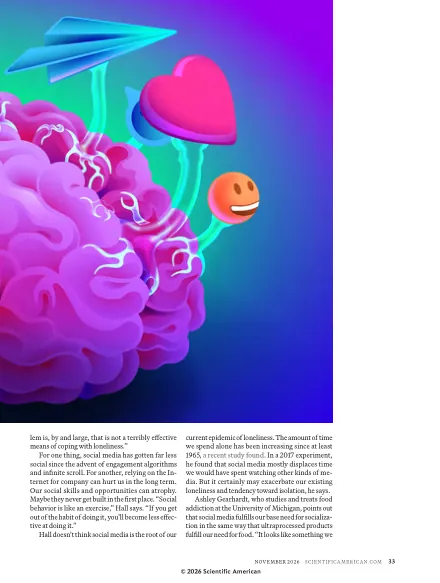 lem is, by and large, that is not a terribly effective
means of coping with loneliness.”
For one thing, social media has gotten far less
social since the advent of engagement algorithms
and infinite scroll. For another, relying on the In-
ternet for company can hurt us in the long term.
Our social skills and opportunities can atrophy.
Maybe they never get built in the first place. “Social
behavior is like an exercise,” Hall says. “If you get
out of the habit of doing it, you’ll become less effec-
tive at doing it.”
Hall doesn’t think social media is the root of our
current epidemic of loneliness. The amount of time
we spend alone has been increasing since at least
1965, a recent study found. In a 2017 experiment,
he found that social media mostly displaces time
we would have spent watching other kinds of me-
dia. But it certainly may exacerbate our existing
loneliness and tendency toward isolation, he says.
Ashley Gearhardt, who studies and treats food
addiction at the University of Michigan, points out
that social media fulfills our base need for socializa-
tion in the same way that ultraprocessed products
fulfill our need for food. “It looks like something we
NOVEMBER 2026 SCIENTIFICAMERICAN.COM 33
© 2026 Scientific American